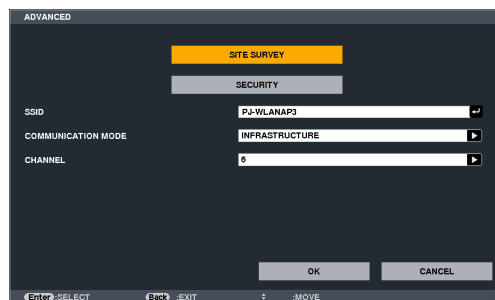 ADVANCED
SITE SURVEY
SECURITY
SSID PJ-WLANAP3
COMMUNICATION MODE INFRASTRUCTURE
CHANNEL 6
OK CANCEL
Enter :SELECT Back :EXIT :MOVE